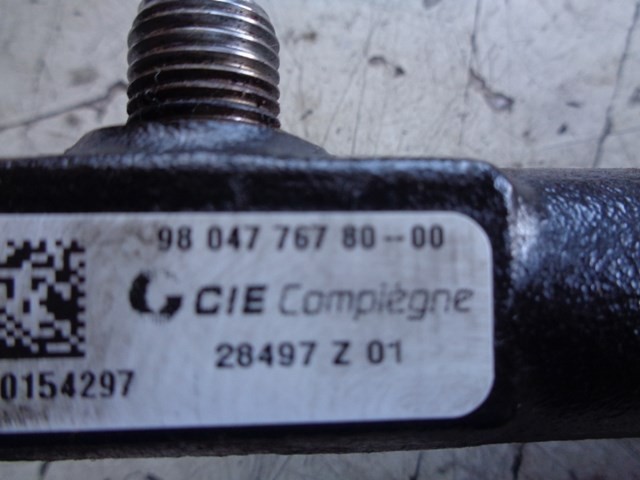 98 047 767 80-00
CIE Compiègne
28497 Z 01
0154297